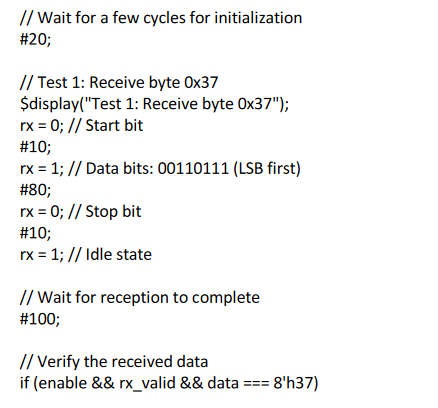 // Wait for a few cycles for initialization
#20;
// Test 1: Receive byte 0x37
$display("Test 1: Receive byte 0x37");
rx = 0; // Start bit
#10;
rx = 1; // Data bits: 00110111 (LSB first)
#80;
rx = 0; // Stop bit
#10;
rx = 1; // Idle state
// Wait for reception to complete
#100;
// Verify the received data
if (enable && rx_valid && data === 8'h37)